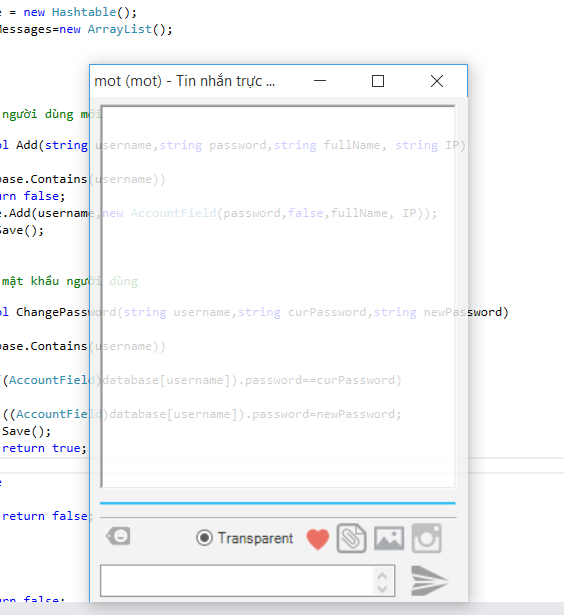 e = new Hashtable();
Messages=new ArrayList();
mot (mot) - Tin nhắn trực ...
người dùng mới
ol Add(string username,string password,string fullName, string IP)
base.Contains(username))
urn false;
e.Add(username,new AccountField(password,false,fullName, IP));
Save();
mật khẩu người dùng
ol ChangePassword(string username,string curPassword,string newPassword)
base.Contains(username))
((AccountField)database[username]).password==curPassword)
((AccountField)database[username]).password=newPassword;
Save();
return true;
e
return false;
Transparent
urn false;